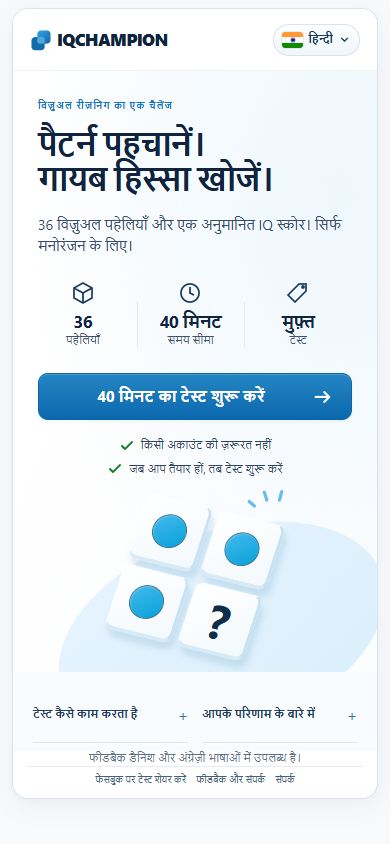 IQCHAMPION
हिन्दी
विज़ुअल रीज़निंग का एक चैलेंज
पैटर्न पहचानें।
गायब हिस्सा खोजें।
36 विज़ुअल पहेलियाँ और एक अनुमानित IQ स्कोर। सिर्फ
मनोरंजन के लिए।
36
पहेलियाँ
40 मिनट
समय सीमा
मुफ़्त
टेस्ट
40 मिनट का टेस्ट शुरू करें →
किसी अकाउंट की ज़रूरत नहीं
जब आप तैयार हों, तब टेस्ट शुरू करें
?
टेस्ट कैसे काम करता है +
आपके परिणाम के बारे में +
फीडबैक डैनिश और अंग्रेज़ी भाषाओं में उपलब्ध है।
फेसबुक पर टेस्ट शेयर करें फीडबैक और संपर्क संपर्क